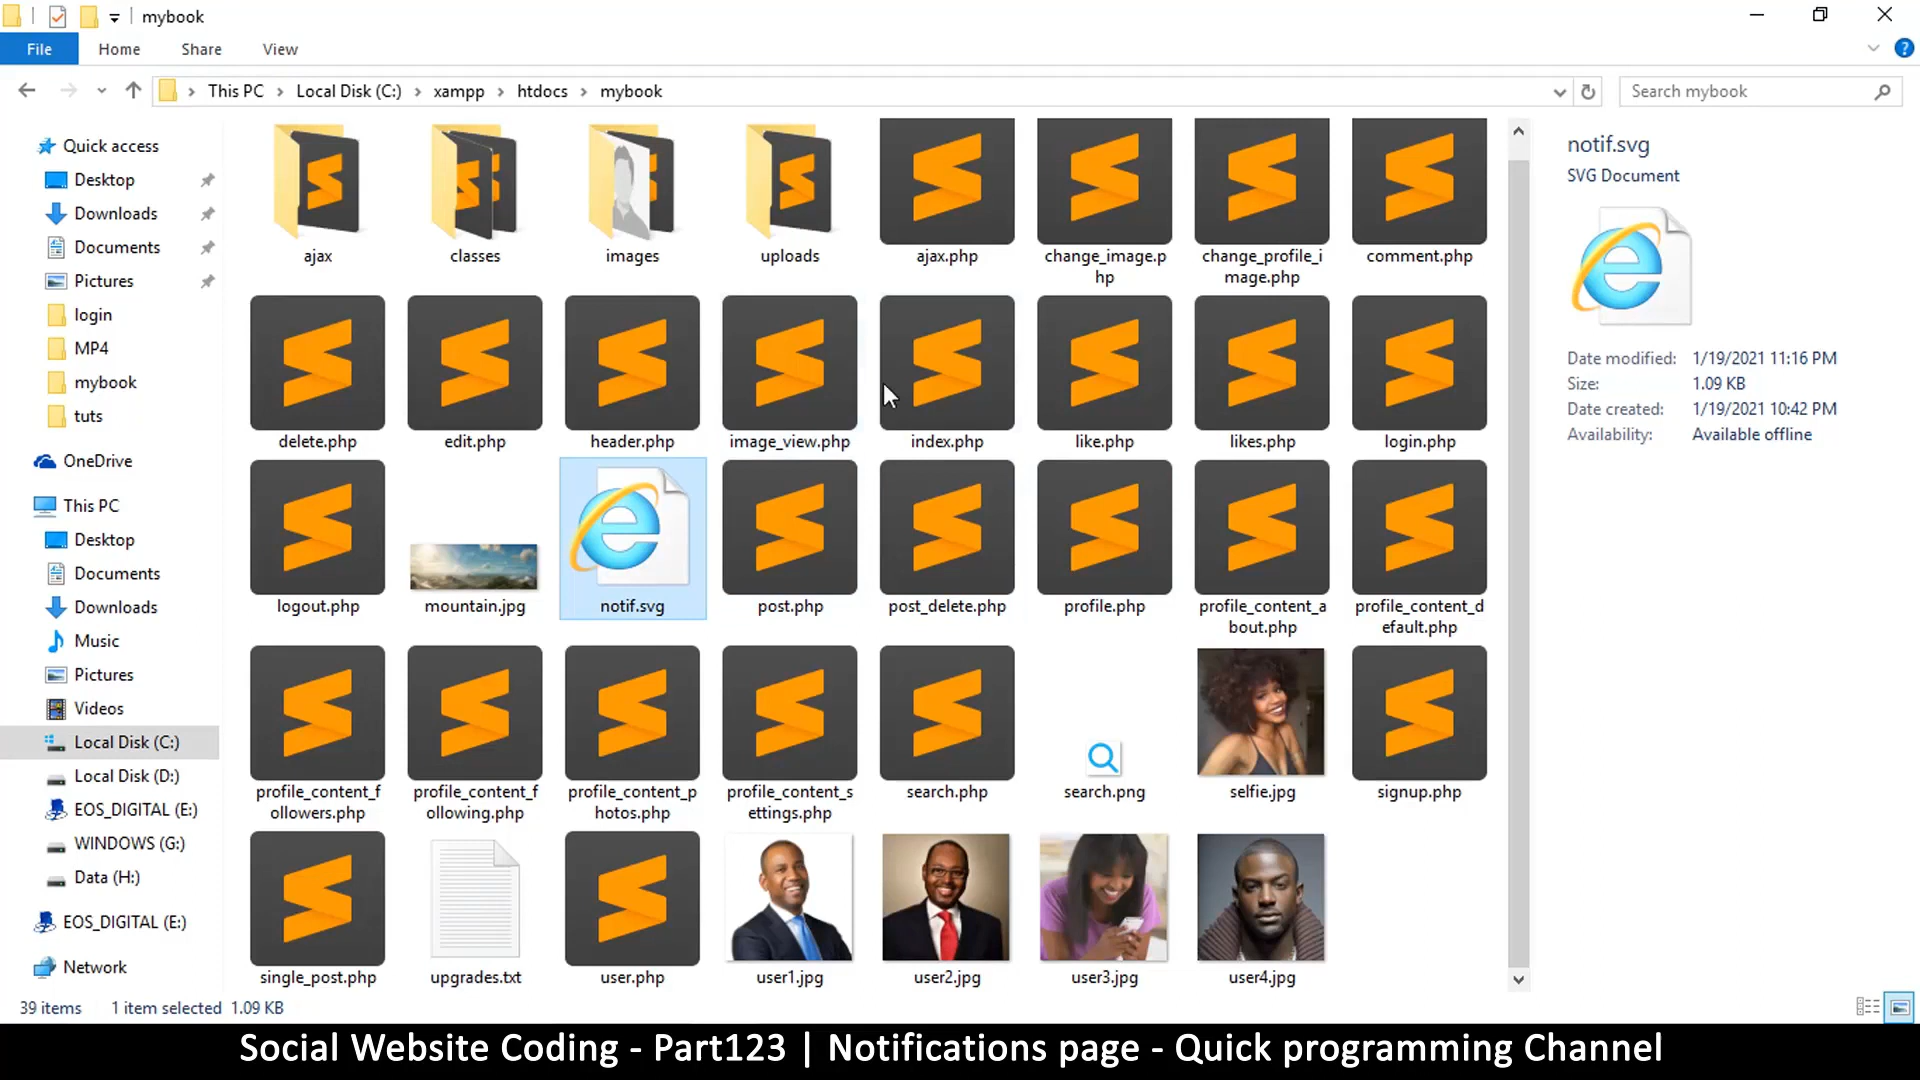 mybook
File Home Share View
This PC Local Disk (C:) xampp htdocs mybook
Search mybook
Quick access
Desktop
Downloads
Documents
Pictures
login
MP4
mybook
tuts
OneDrive
This PC
Desktop
Documents
Downloads
Music
Pictures
Videos
Local Disk (C:)
Local Disk (D:)
EOS_DIGITAL (E:)
WINDOWS (G:)
Data (H:)
EOS_DIGITAL (E:)
Network
ajax classes images uploads ajax.php change_image.p change_profile_i comment.php
hp mage.php
delete.php edit.php header.php image_view.php index.php like.php likes.php login.php
logout.php mountain.jpg notif.svg post.php post_delete.php profile.php profile_content_a profile_content_d
bout.php efault.php
profile_content_f profile_content_f profile_content_p profile_content_s search.php search.png selfie.jpg signup.php
ollowers.php ollowing.php hotos.php ettings.php
single_post.php upgrades.txt user.php user1.jpg user2.jpg user3.jpg user4.jpg
notif.svg
SVG Document
Date modified: 1/19/2021 11:16 PM
Size: 1.09 KB
Date created: 1/19/2021 10:42 PM
Availability: Available offline
39 items 1 item selected 1.09 KB
Social Website Coding - Part123 | Notifications page - Quick programming Channel